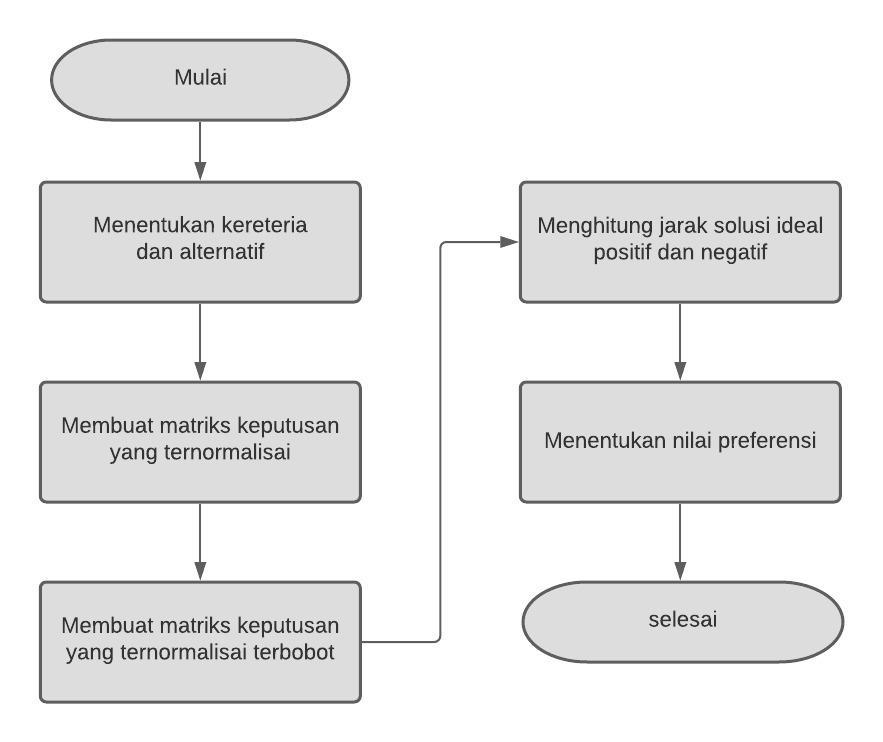 Mulai
Menentukan kereteria
dan alternatif
Membuat matriks keputusan
yang ternormalisai
Membuat matriks keputusan
yang ternormalisai terbobot
Menghitung jarak solusi ideal
positif dan negatif
Menentukan nilai preferensi
selesai